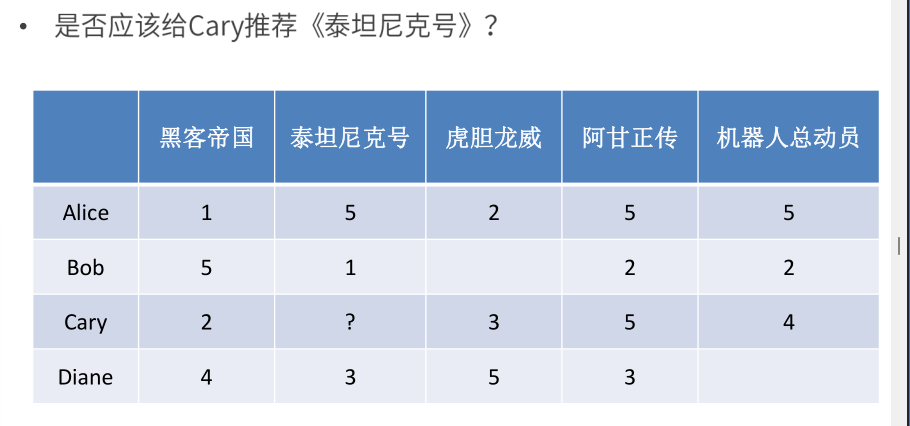 • 是否应该给Cary推荐《泰坦尼克号》？
黑客帝国 泰坦尼克号 虎胆龙威 阿甘正传 机器人总动员
Alice 1 5 2 5 5
Bob 5 1 2 2
Cary 2 ? 3 5 4
Diane 4 3 5 3